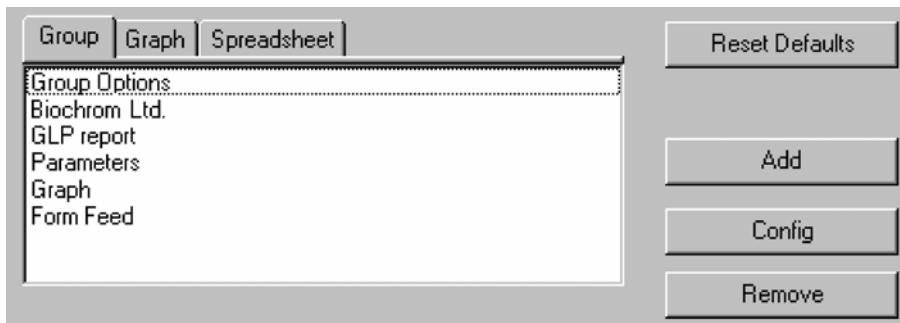 Group
Graph
Spreadsheet
Group Options
Biochrom Ltd.
GLP report
Parameters
Graph
Form Feed
Reset Defaults
Add
Config
Remove